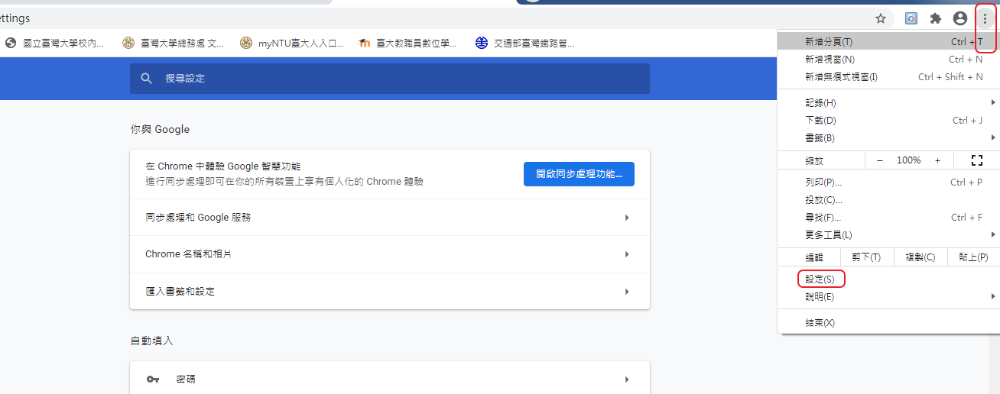 ettings
國立臺灣大學校內...
臺灣大學總務處 文...
myNTU臺大人入口...
臺大教職員數位學...
交通部臺灣鐵路管...
搜尋設定
你與 Google
在 Chrome 中體驗 Google 智慧功能
進行同步處理即可在你的所有裝置上享有個人化的 Chrome 體驗
開啟同步處理功能...
同步處理和 Google 服務
Chrome 名稱和相片
匯入書籤和設定
自動填入
密碼
新增分頁(T) Ctrl + T
新增視窗(N) Ctrl + N
新增無痕式視窗(I) Ctrl + Shift + N
記錄(H)
下載(D) Ctrl + J
書籤(B)
縮放 − 100% +
列印(P)... Ctrl + P
投放(C)...
尋找(F)... Ctrl + F
更多工具(L)
編輯 剪下(T) 複製(C) 貼上(P)
設定(S)
說明(E)
結束(X)